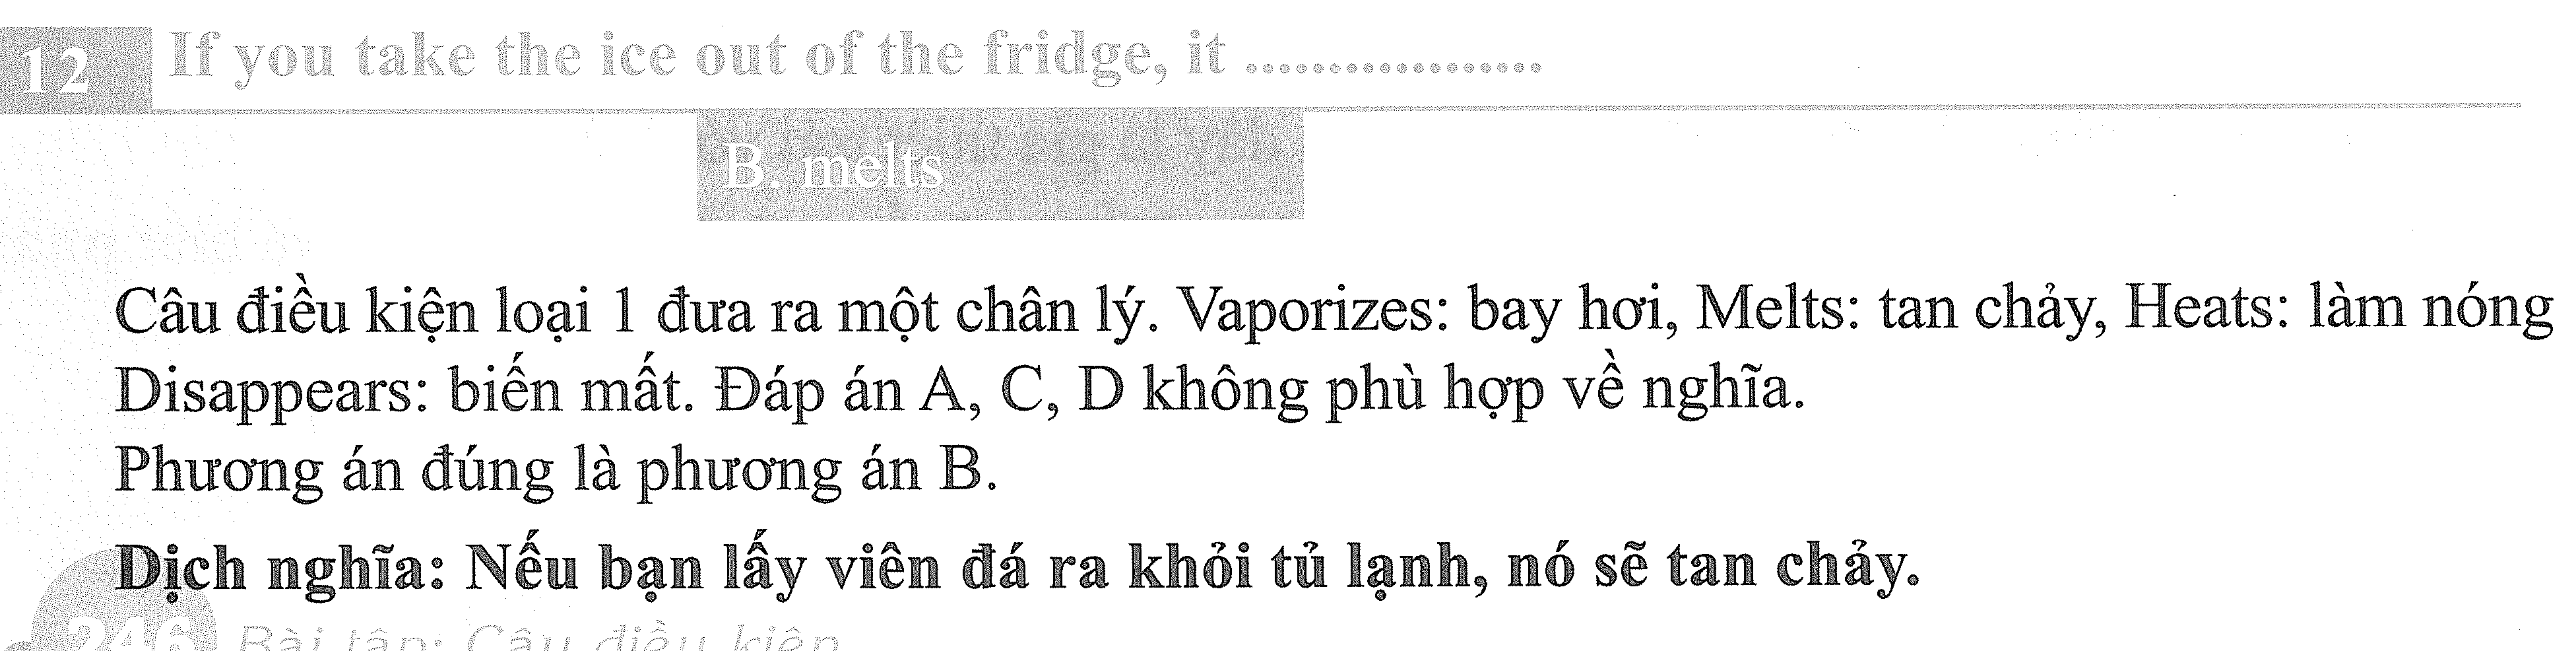 12 If you take the ice out of the fridge, it ..................
B. melts
Câu điều kiện loại 1 đưa ra một chân lý. Vaporizes: bay hơi, Melts: tan chảy, Heats: làm nóng
Disappears: biến mất. Đáp án A, C, D không phù hợp về nghĩa.
Phương án đúng là phương án B.
Dịch nghĩa: Nếu bạn lấy viên đá ra khỏi tủ lạnh, nó sẽ tan chảy.
246 Bài tập: Câu điều kiện